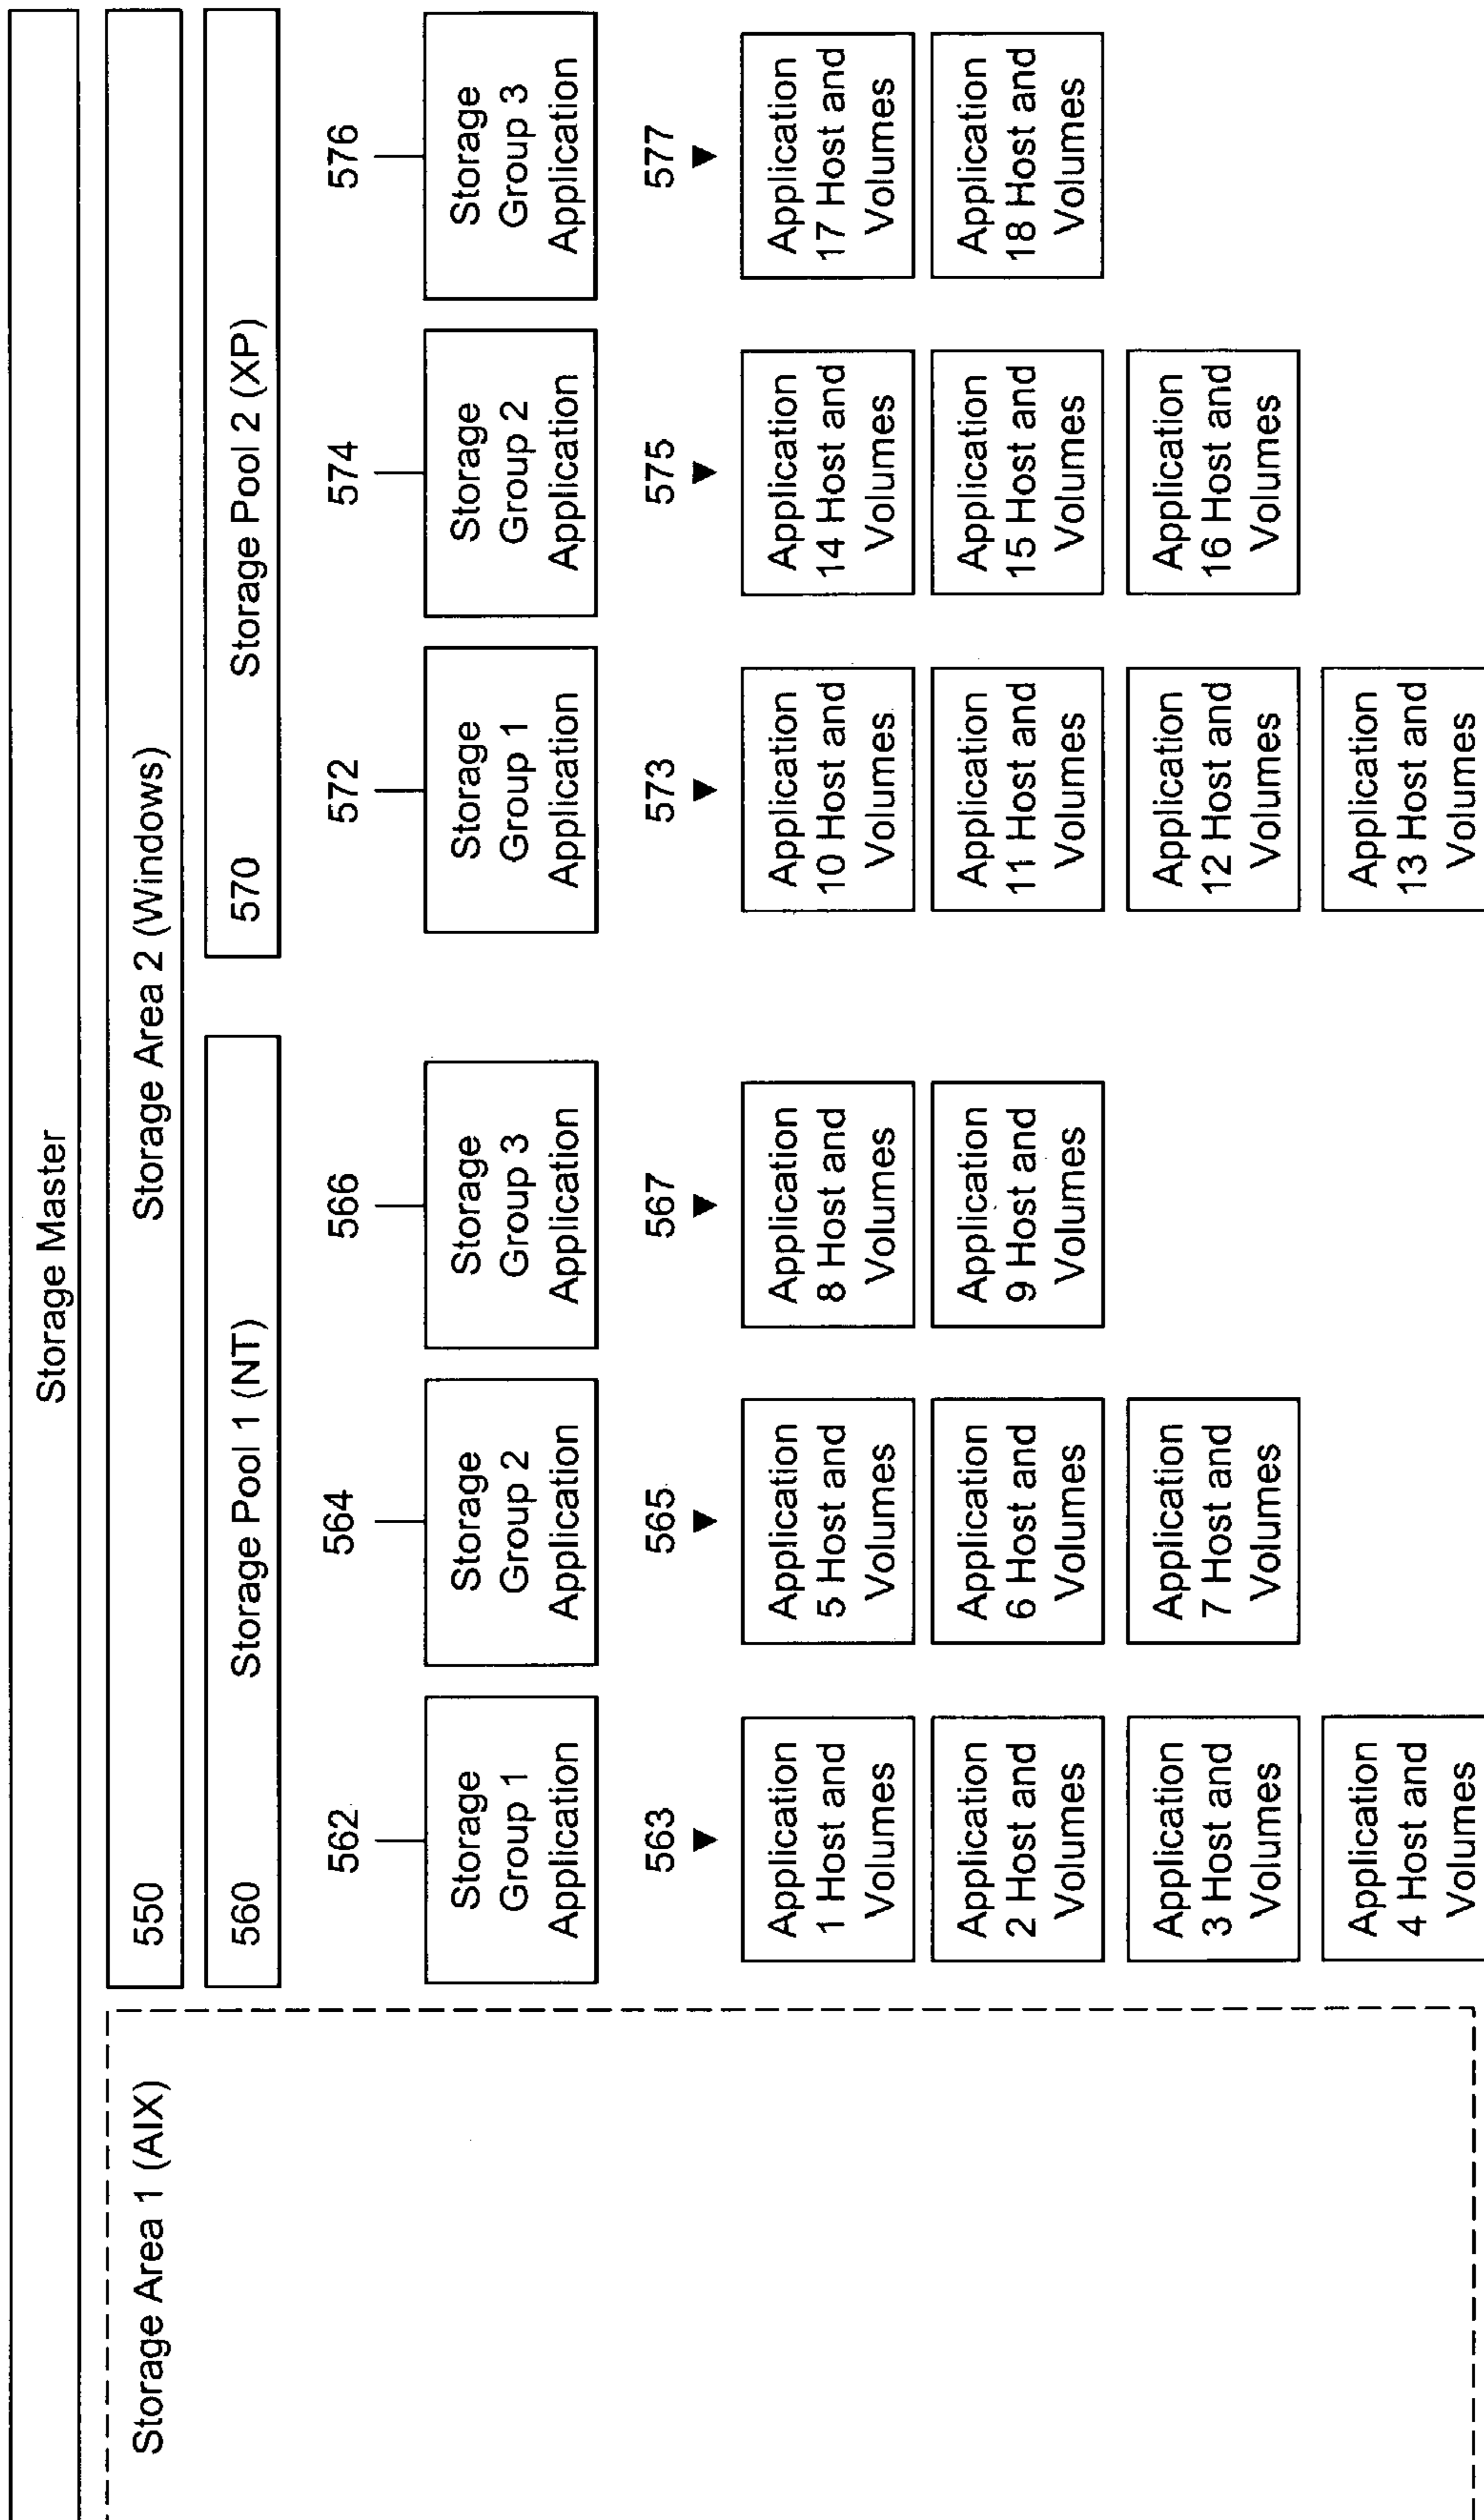 Storage Master
Storage Area 1 (AIX)
550
Storage Area 2 (Windows)
560
Storage Pool 1 (NT)
570
Storage Pool 2 (XP)
562
564
566
572
574
576
Storage
Group 1
Application
Storage
Group 2
Application
Storage
Group 3
Application
Storage
Group 1
Application
Storage
Group 2
Application
Storage
Group 3
Application
563
565
567
573
575
577
Application
1 Host and
Volumes
Application
5 Host and
Volumes
Application
8 Host and
Volumes
Application
10 Host and
Volumes
Application
14 Host and
Volumes
Application
17 Host and
Volumes
Application
2 Host and
Volumes
Application
6 Host and
Volumes
Application
9 Host and
Volumes
Application
11 Host and
Volumes
Application
15 Host and
Volumes
Application
18 Host and
Volumes
Application
3 Host and
Volumes
Application
7 Host and
Volumes
Application
12 Host and
Volumes
Application
16 Host and
Volumes
Application
4 Host and
Volumes
Application
13 Host and
Volumes